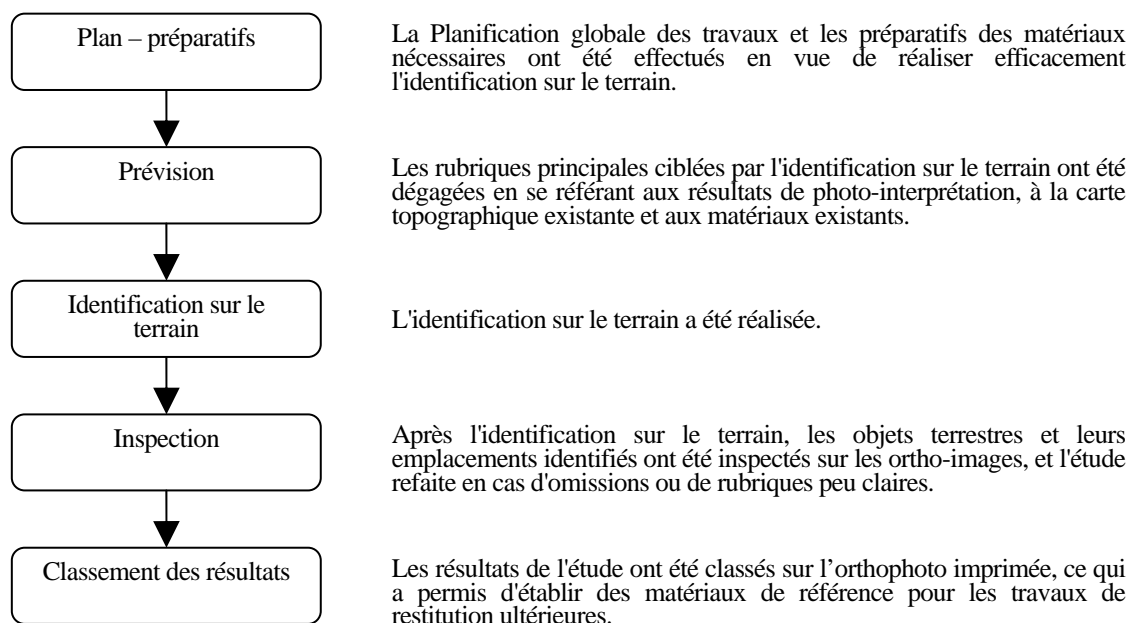 Plan – préparatifs
La Planification globale des travaux et les préparatifs des matériaux
nécessaires ont été effectués en vue de réaliser efficacement
l'identification sur le terrain.
Prévision
Les rubriques principales ciblées par l'identification sur le terrain ont été
dégagées en se référant aux résultats de photo-interprétation, à la carte
topographique existante et aux matériaux existants.
Identification sur le
terrain
L'identification sur le terrain a été réalisée.
Inspection
Après l'identification sur le terrain, les objets terrestres et leurs
emplacements identifiés ont été inspectés sur les ortho-images, et l'étude
refaite en cas d'omissions ou de rubriques peu claires.
Classement des résultats
Les résultats de l'étude ont été classés sur l’orthophoto imprimée, ce qui
a permis d'établir des matériaux de référence pour les travaux de
restitution ultérieures.